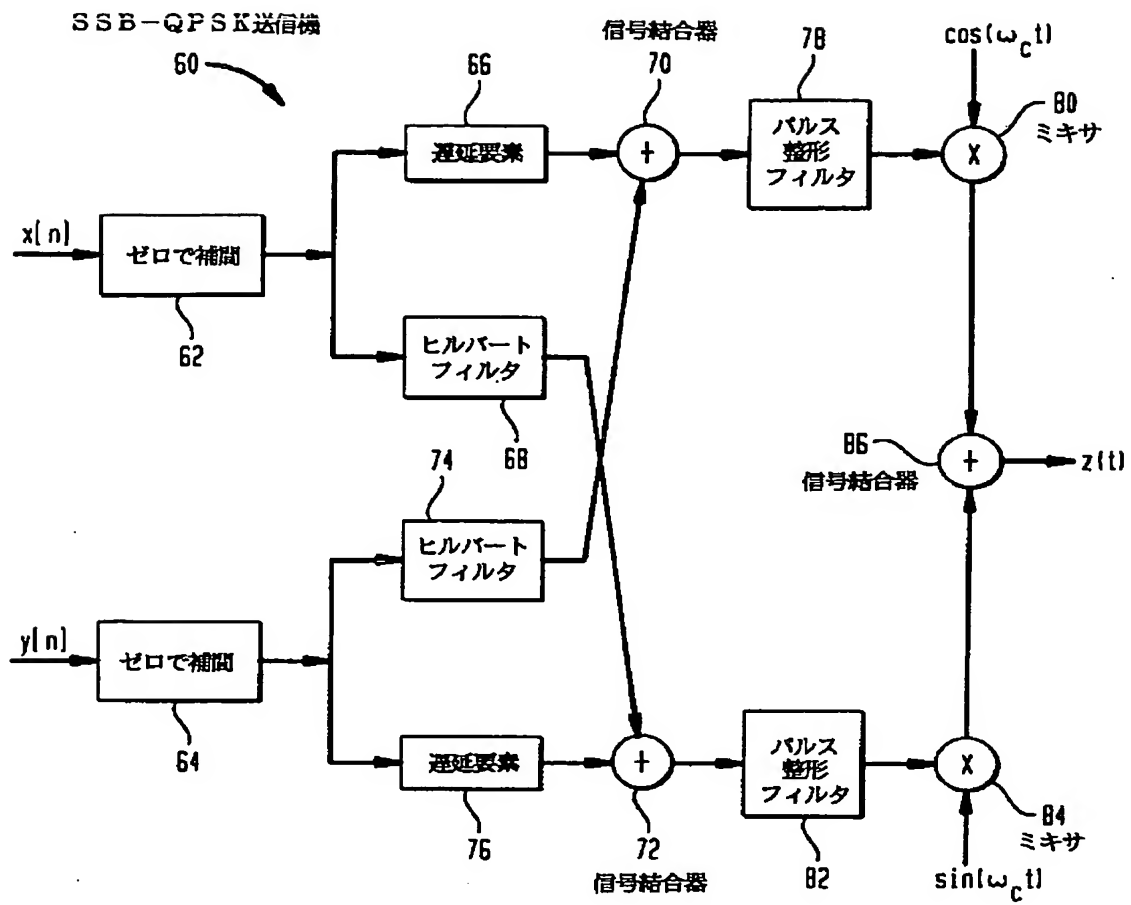 SSB-QPSK送信機
60
66
遅延要素
信号結合器
70
+
78
パルス
整形
フィルタ
cos(ω_c t)
80
ミキサ
X
x[n]
ゼロで補間
62
ヒルバート
フィルタ
68
86
信号結合器
+
z(t)
74
ヒルバート
フィルタ
y[n]
ゼロで補間
64
遅延要素
76
+
72
信号結合器
パルス
整形
フィルタ
82
X
84
ミキサ
sin(ω_c t)